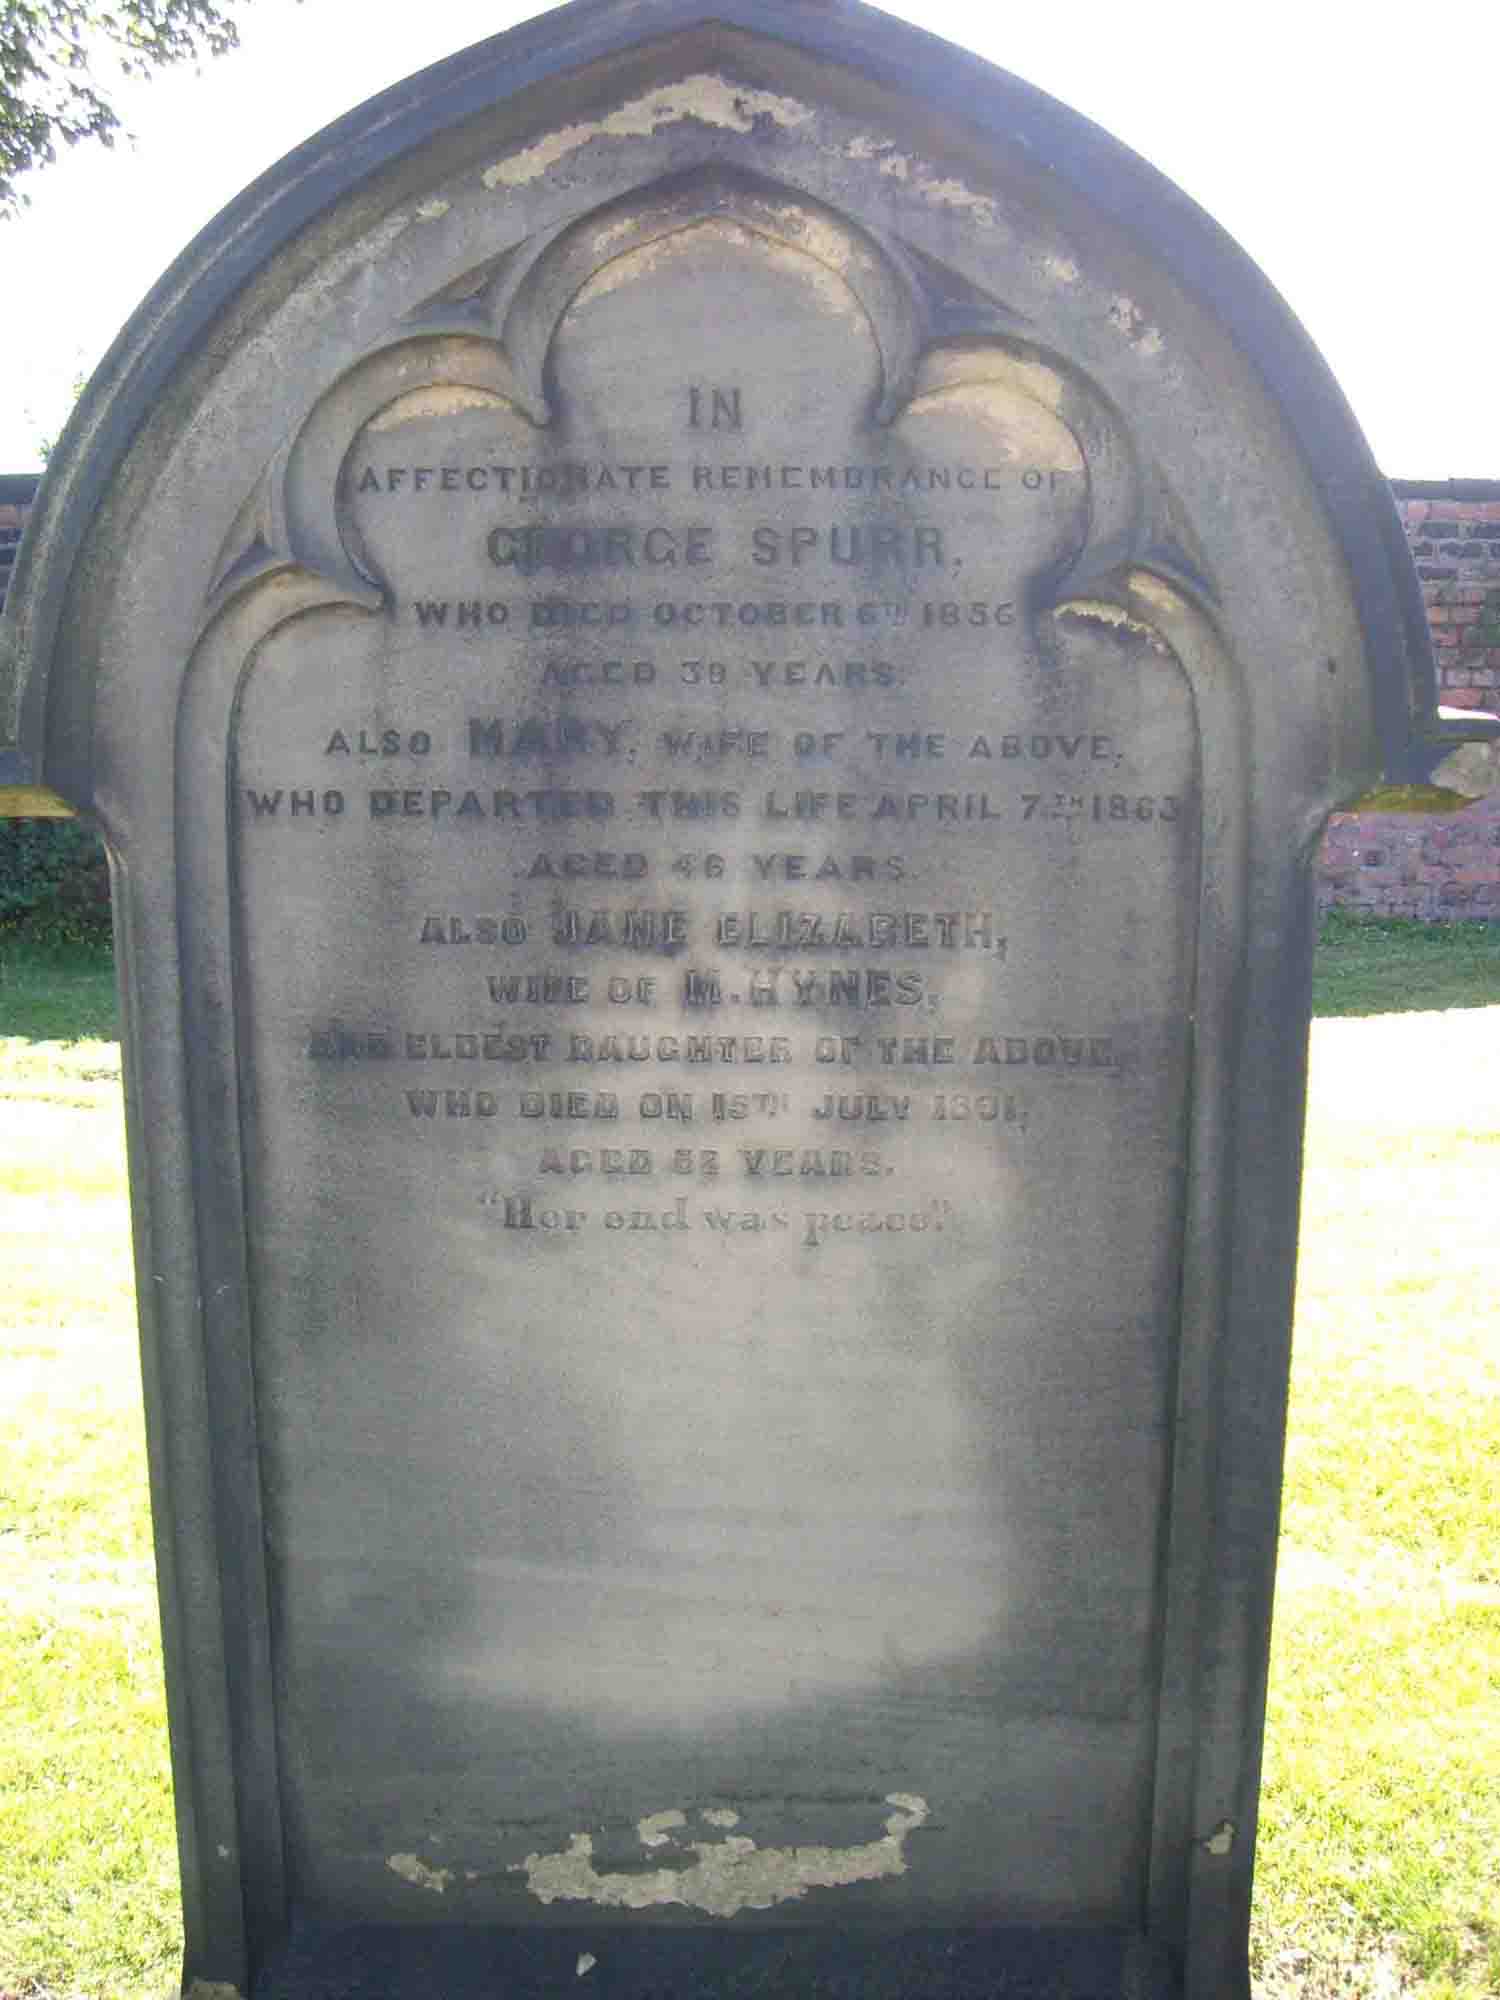 IN
AFFECTIONATE REMEMBRANCE OF
GEORGE SPURR,
WHO DIED OCTOBER 6TH 1856
AGED 39 YEARS.
ALSO MARY, WIFE OF THE ABOVE,
WHO DEPARTED THIS LIFE APRIL 7TH 1863
AGED 46 YEARS.
ALSO JANE ELIZABETH,
WIFE OF M. HYNES,
AND ELDEST DAUGHTER OF THE ABOVE,
WHO DIED ON 15TH JULY
AGED YEARS.
"Her end was peace."